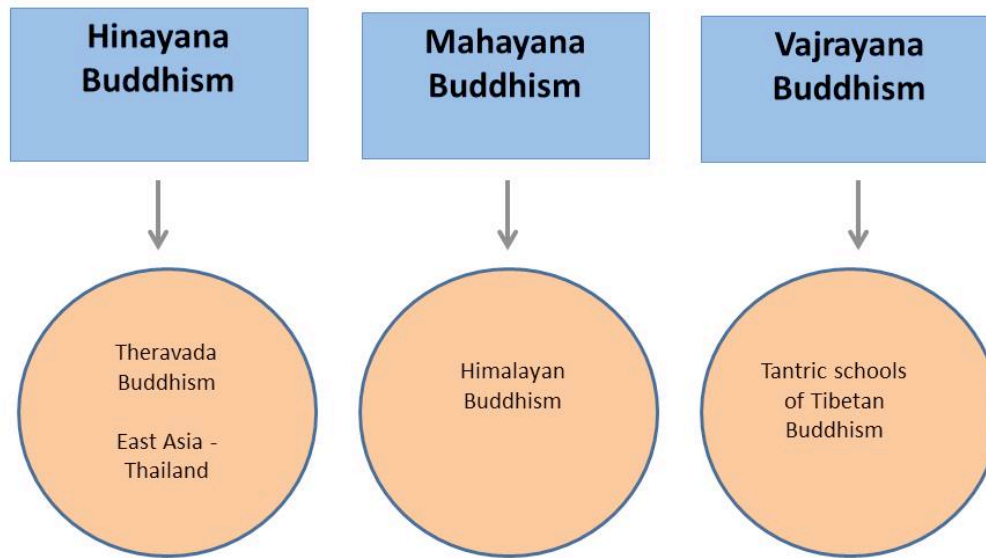 Hinayana
Buddhism
Mahayana
Buddhism
Vajrayana
Buddhism
Theravada
Buddhism
East Asia -
Thailand
Himalayan
Buddhism
Tantric schools
of Tibetan
Buddhism